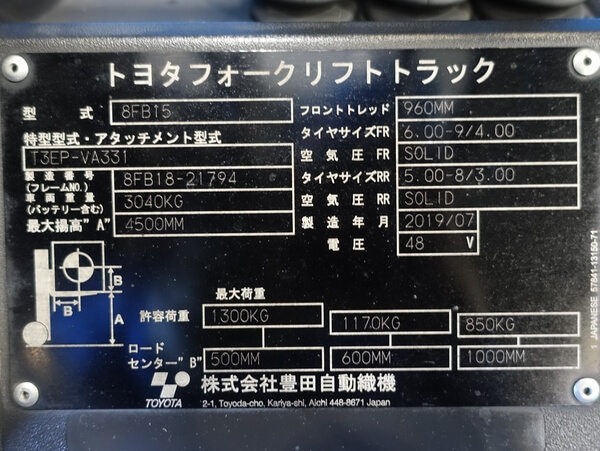 トヨタフォークリフトトラック
型 式 8FB15
特型型式・アタッチメント型式
T3EP-VA331
製造番号
(フレームNO.) 8FB18-21794
車両重量
(バッテリー含む) 3040KG
最大揚高"A" 4500MM
フロントトレッド 960MM
タイヤサイズFR 6.00-9/4.00
空気圧 FR SOLID
タイヤサイズRR 5.00-8/3.00
空気圧 RR SOLID
製造年月 2019/07
電圧 48 V
B
B
A
最大荷重
許容荷重 1300KG 1170KG 850KG
ロード
センター"B" 500MM 600MM 1000MM
TOYOTA
株式会社豊田自動織機
2-1, Toyoda-cho, Kariya-shi, Aichi 448-8671 Japan
1 JAPANESE 57841-13150-71